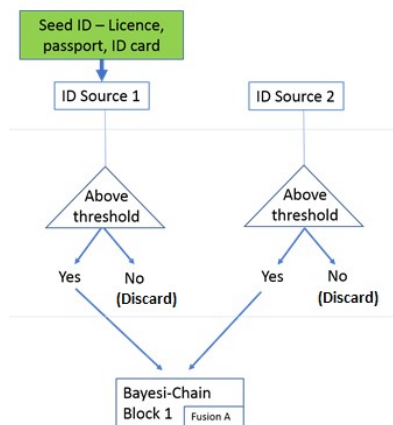 Seed ID – Licence,
passport, ID card
ID Source 1
ID Source 2
Above
threshold
Above
threshold
Yes
No
(Discard)
Yes
No
(Discard)
Bayesi-Chain
Block 1
Fusion A